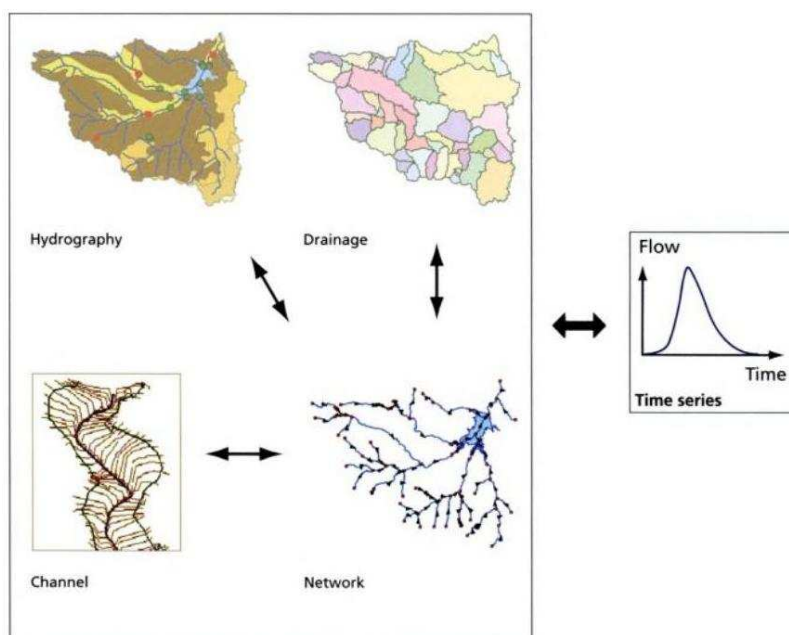 Hydrography
Drainage
Channel
Network
Flow
Time
Time series